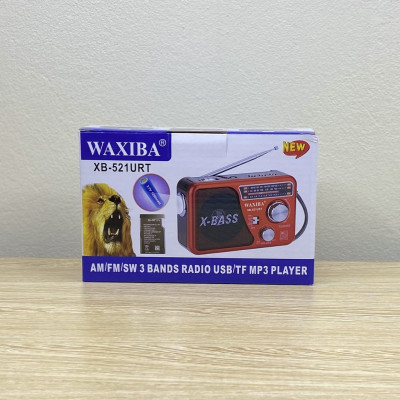 WAXIBA®
XB-521URT
NEW
WAXIBA®
X-BASS
AM/FM/SW 3 BANDS RADIO USB/TF MP3 PLAYER